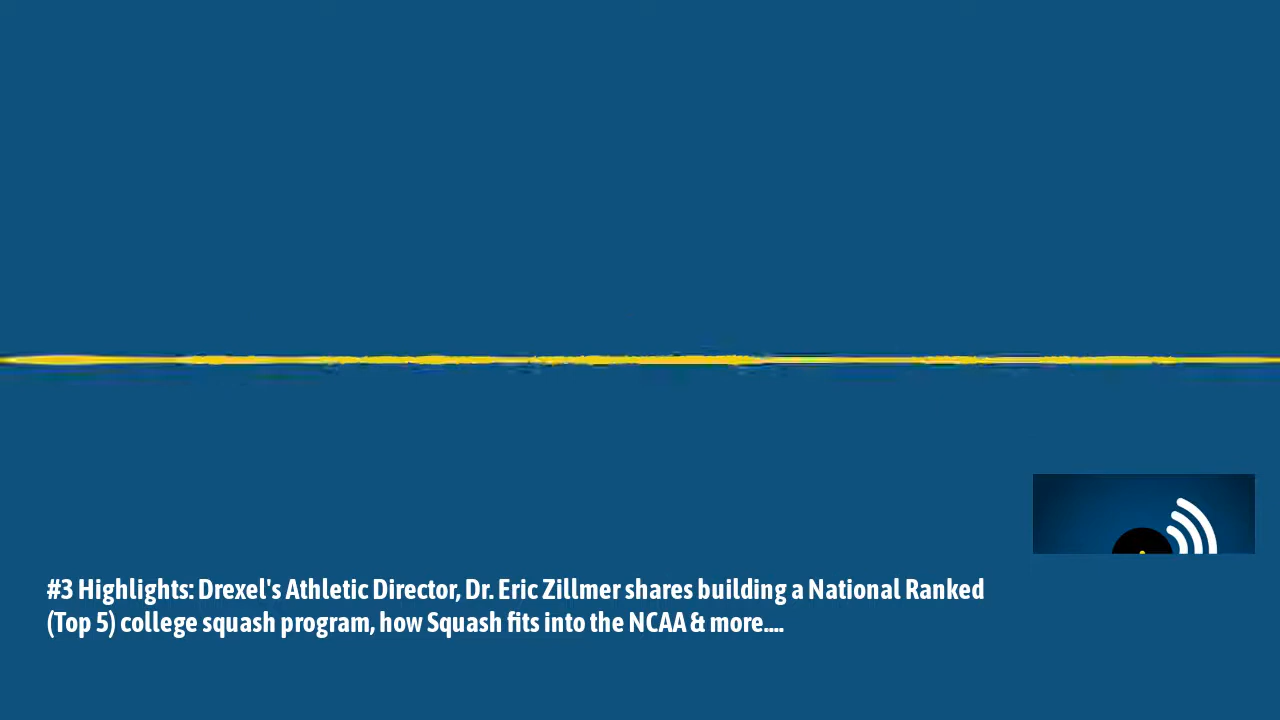 #3 Highlights: Drexel's Athletic Director, Dr. Eric Zillmer shares building a National Ranked
(Top 5) college squash program, how Squash fits into the NCAA & more....